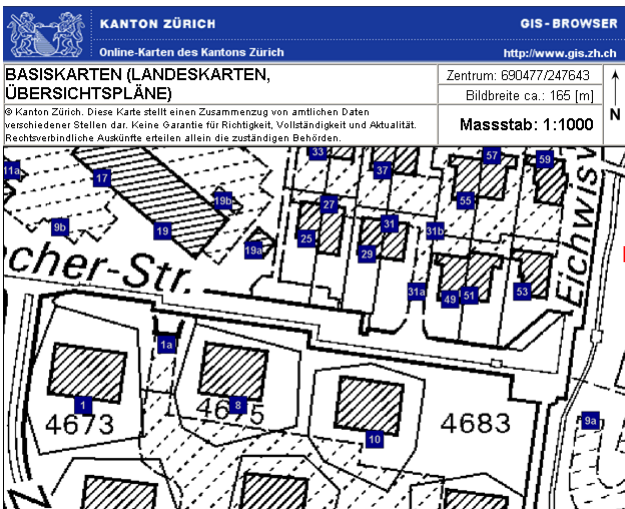 KANTON ZÜRICH
GIS-BROWSER
Online-Karten des Kantons Zürich
http://www.gis.zh.ch
BASISKARTEN (LANDESKARTEN,
ÜBERSICHTSPLÄNE)
Zentrum: 690477/247643
Bildbreite ca.: 165 [m]
© Kanton Zürich. Diese Karte stellt einen Zusammenzug von amtlichen Daten
verschiedener Stellen dar. Keine Garantie für Richtigkeit, Vollständigkeit und Aktualität.
Rechtsverbindliche Auskünfte erteilen allein die zuständigen Behörden.
Massstab: 1:1000
N
33
57
59
11a
17
37
19b
27
55
9b
19
31
31b
25
19a
29
cher-Str.
Eichwisv
31a
49
51
53
1a
1
8
4673
4675
4683
10
9a